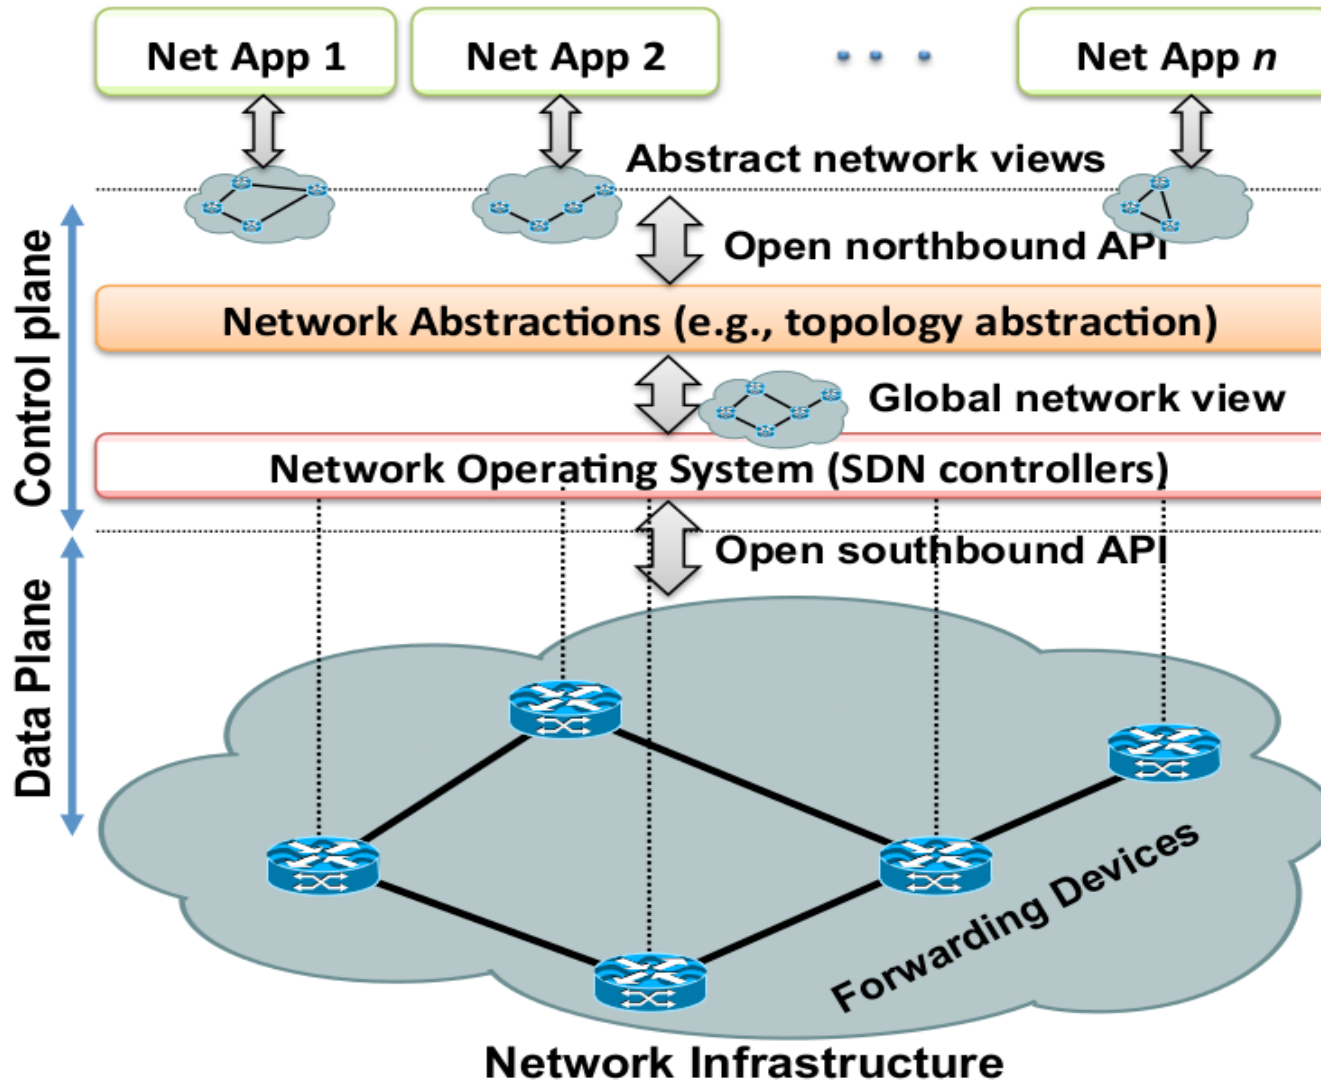 Net App 1
Net App 2
Net App n
Abstract network views
Open northbound API
Control plane
Network Abstractions (e.g., topology abstraction)
Global network view
Network Operating System (SDN controllers)
Open southbound API
Data Plane
Forwarding Devices
Network Infrastructure